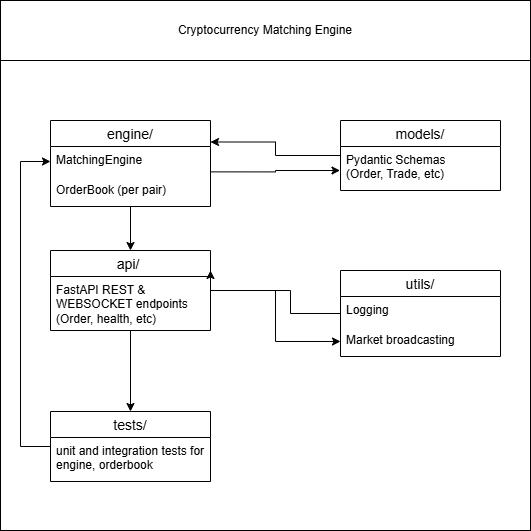 Cryptocurrency Matching Engine
engine/
MatchingEngine
OrderBook (per pair)
models/
Pydantic Schemas
(Order, Trade, etc)
api/
FastAPI REST &
WEBSOCKET endpoints
(Order, health, etc)
utils/
Logging
Market broadcasting
tests/
unit and integration tests for
engine, orderbook